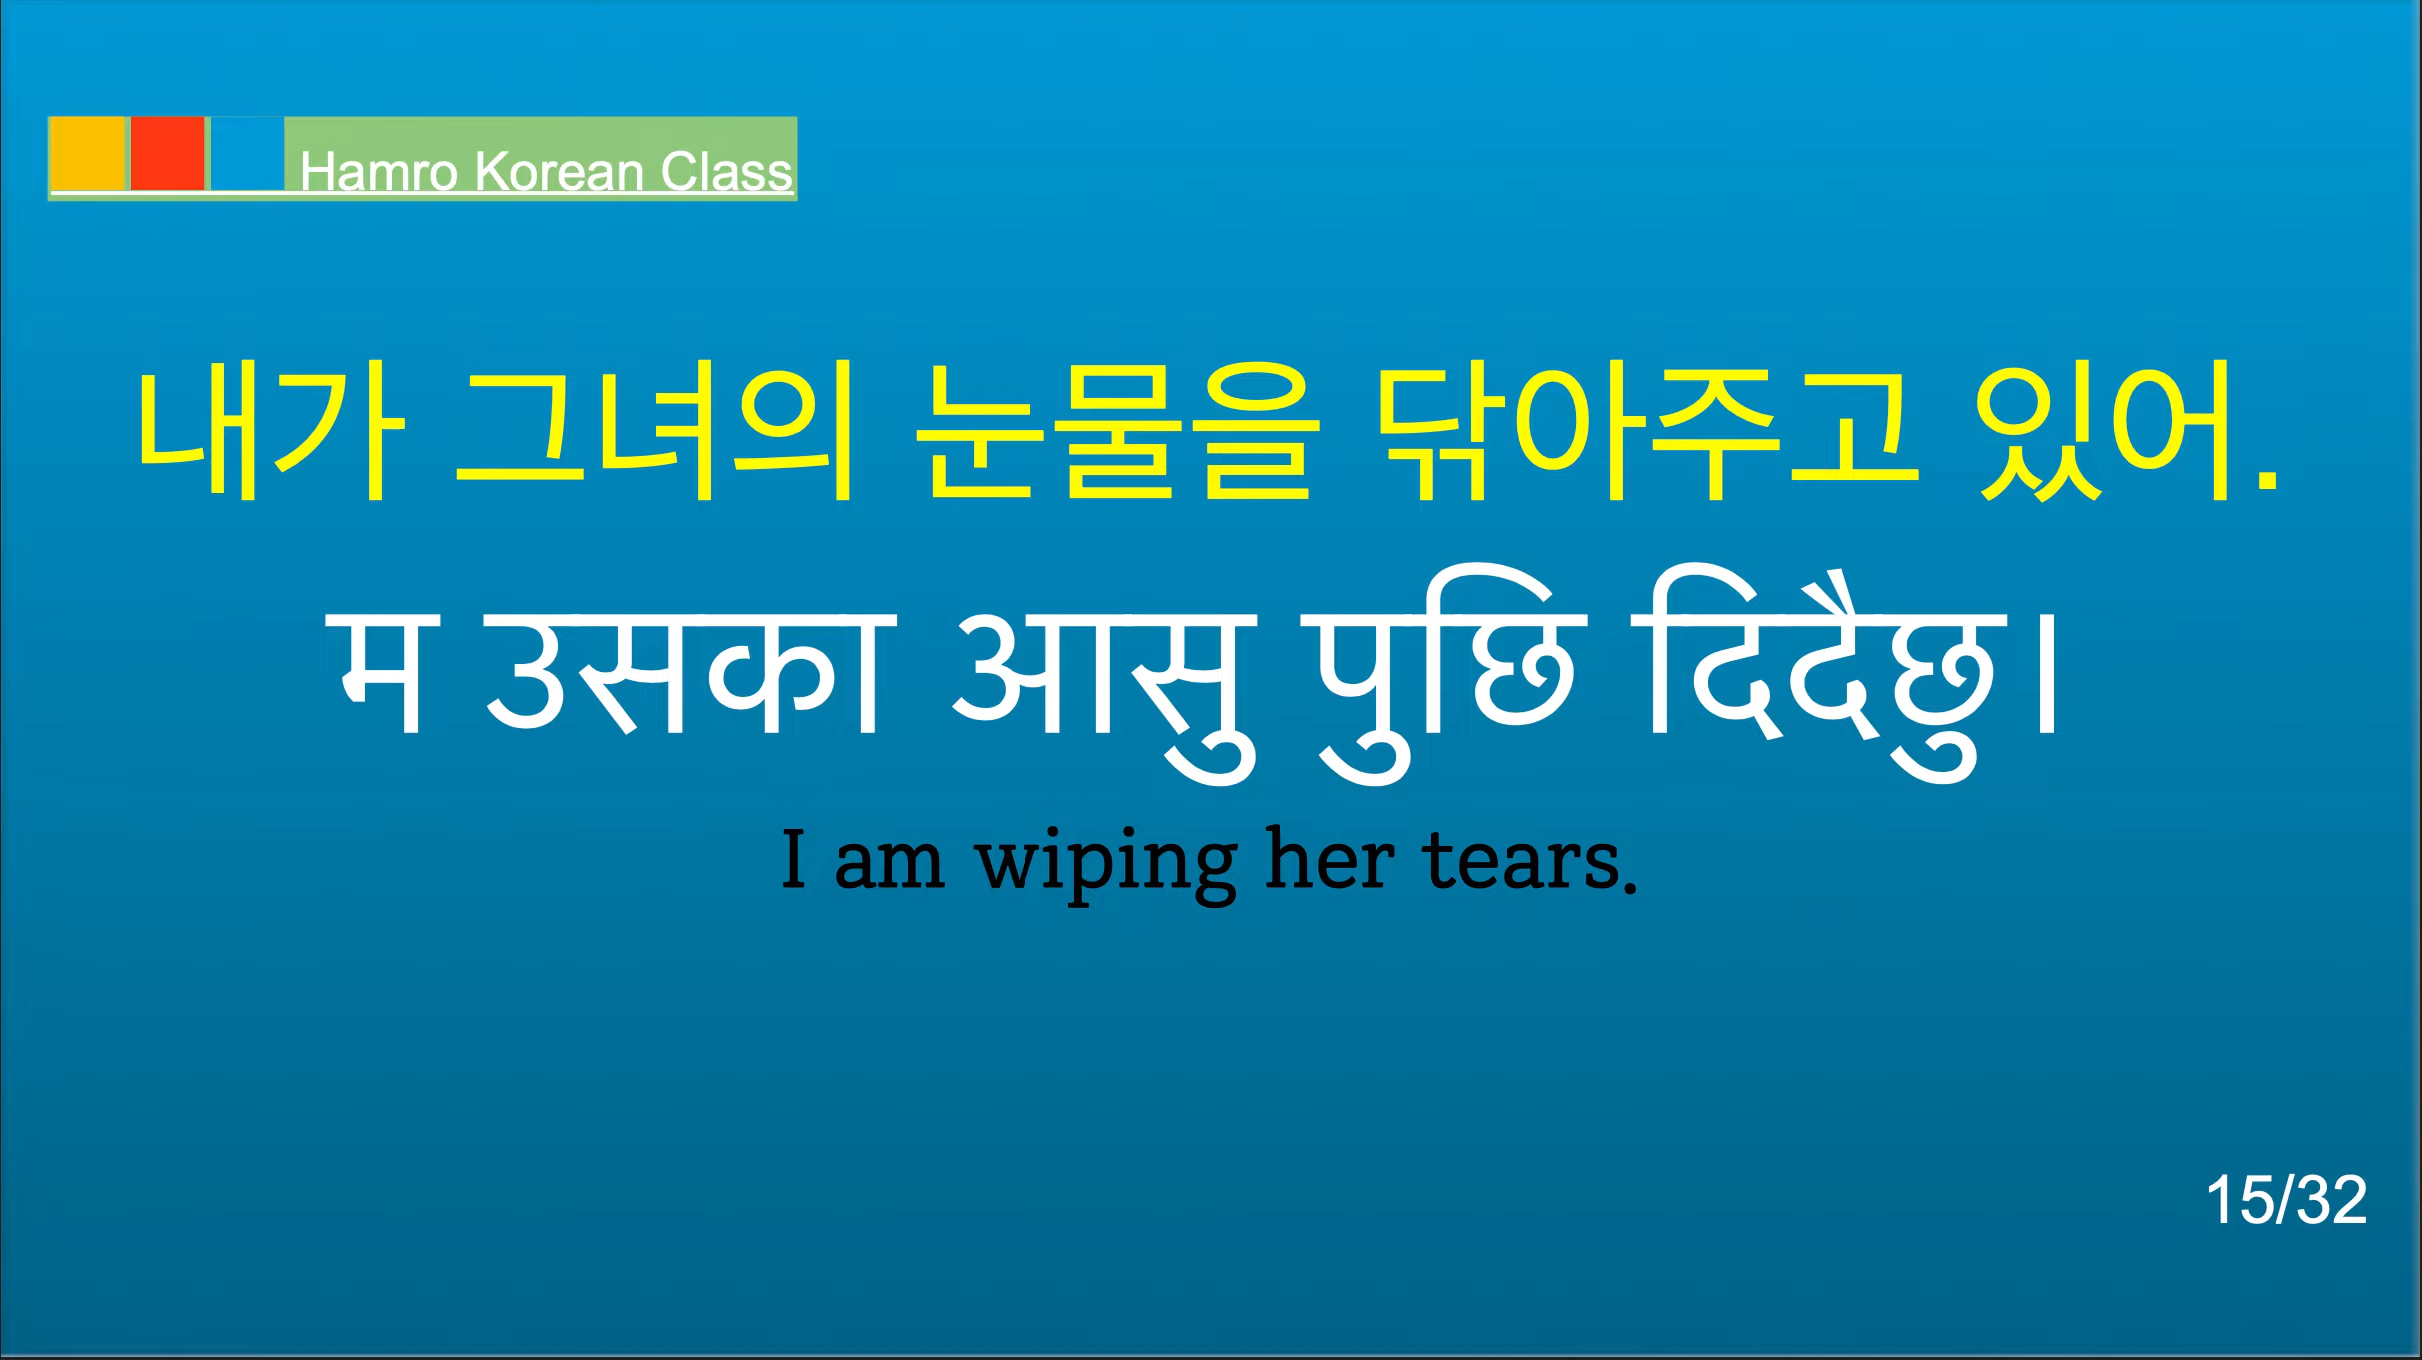 Hamro Korean Class
내가 그녀의 눈물을 닦아주고 있어.
म उसका आसु पुछि दिदैछु।
I am wiping her tears.
15/32